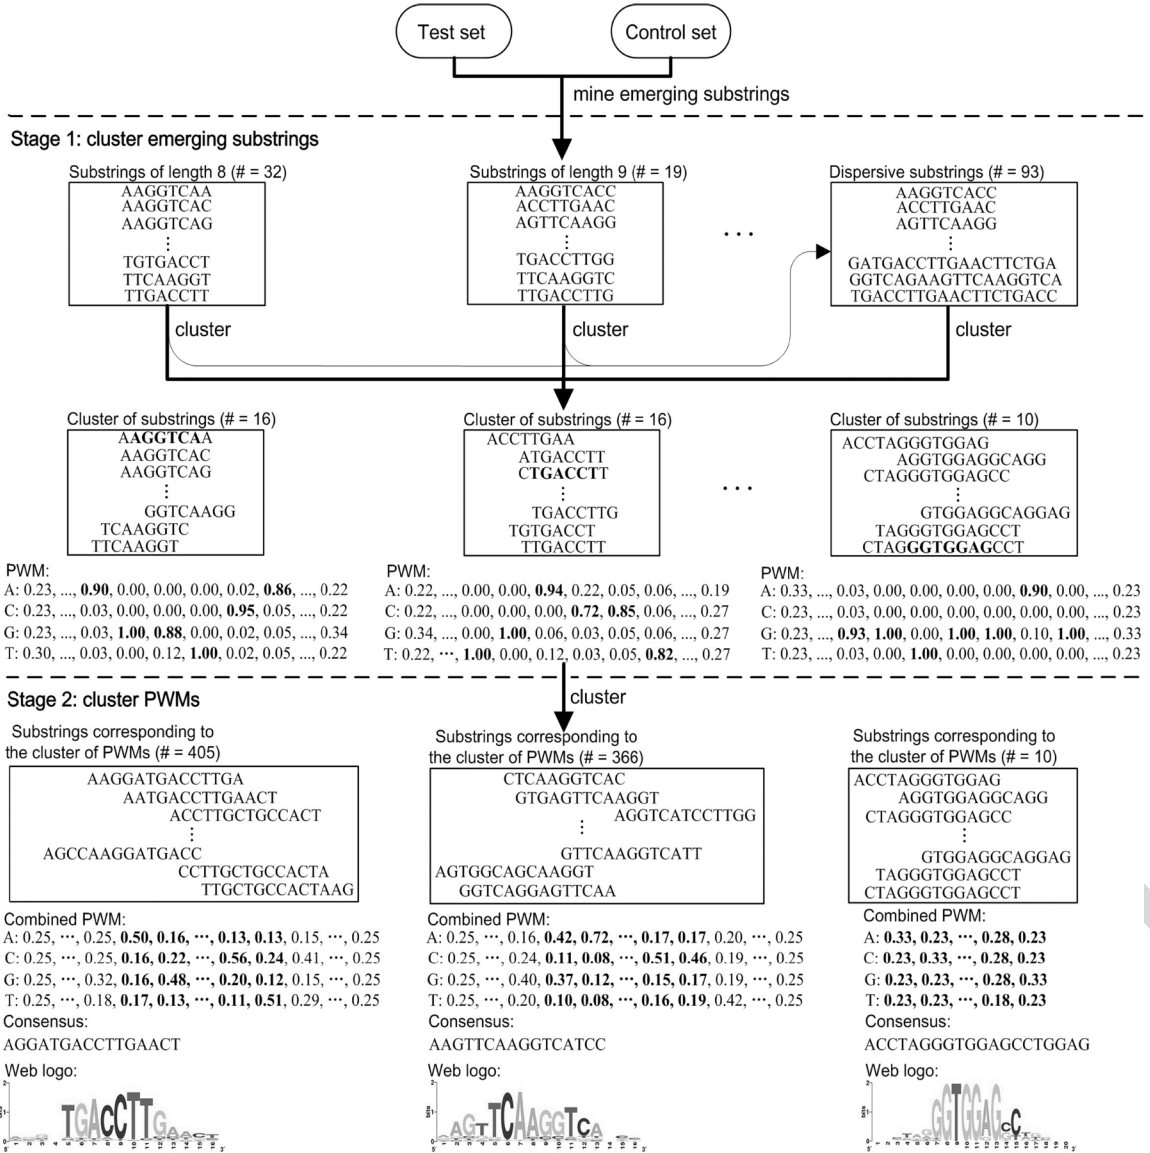 Test set
Control set
mine emerging substrings
Stage 1: cluster emerging substrings
Substrings of length 8 (# = 32)
AAGGTCAA
AAGGTCAC
AAGGTCAG
⋮
TGTGACCT
TTCAAGGT
TTGACCTT
Substrings of length 9 (# = 19)
AAGGTCACC
ACCTTGAAC
AGTTCAAGG
⋮
TGACCTTGG
TTCAAGGTC
TTGACCTTG
...
Dispersive substrings (# = 93)
AAGGTCACC
ACCTTGAAC
AGTTCAAGG
⋮
GATGACCTTGAACTTCTGA
GGTCAGAAGTTCAAGGTCA
TGACCTTGAACTTCTGACC
cluster
cluster
cluster
Cluster of substrings (# = 16)
AAGGTCAA
AAGGTCAC
AAGGTCAG
⋮
GGTCAAGG
TCAAGGTC
TTCAAGGT
PWM:
A: 0.23, ..., 0.90, 0.00, 0.00, 0.00, 0.02, 0.86, ..., 0.22
C: 0.23, ..., 0.03, 0.00, 0.00, 0.00, 0.95, 0.05, ..., 0.22
G: 0.23, ..., 0.03, 1.00, 0.88, 0.00, 0.02, 0.05, ..., 0.34
T: 0.30, ..., 0.03, 0.00, 0.12, 1.00, 0.02, 0.05, ..., 0.22
Cluster of substrings (# = 16)
ACCTTGAA
ATGACCTT
CTGACCTT
⋮
TGACCTTG
TGTGACCT
TTGACCTT
PWM:
A: 0.22, ..., 0.00, 0.00, 0.94, 0.22, 0.05, 0.06, ..., 0.19
C: 0.22, ..., 0.00, 0.00, 0.00, 0.72, 0.85, 0.06, ..., 0.27
G: 0.34, ..., 0.00, 1.00, 0.06, 0.03, 0.05, 0.06, ..., 0.27
T: 0.22, ..., 1.00, 0.00, 0.12, 0.03, 0.05, 0.82, ..., 0.27
...
Cluster of substrings (# = 10)
ACCTAGGGTGGAG
AGGTGGAGGCAGG
CTAGGGTGGAGCC
⋮
GTGGAGGCAGGAG
TAGGGTGGAGCCT
CTAGGGTGGAGCCT
PWM:
A: 0.33, ..., 0.03, 0.00, 0.00, 0.00, 0.00, 0.90, 0.00, ..., 0.23
C: 0.23, ..., 0.03, 0.00, 0.00, 0.00, 0.00, 0.00, 0.00, ..., 0.23
G: 0.23, ..., 0.93, 1.00, 0.00, 1.00, 1.00, 0.10, 1.00, ..., 0.33
T: 0.23, ..., 0.03, 0.00, 1.00, 0.00, 0.00, 0.00, 0.00, ..., 0.23
Stage 2: cluster PWMs
cluster
Substrings corresponding to
the cluster of PWMs (# = 405)
AAGGATGACCTTGA
AATGACCTTGAACT
ACCTTGCTGCCACT
⋮
AGCCAAGGATGACC
CCTTGCTGCCACTA
TTGCTGCCACTAAG
Combined PWM:
A: 0.25, ..., 0.25, 0.50, 0.16, ..., 0.13, 0.13, 0.15, ..., 0.25
C: 0.25, ..., 0.25, 0.16, 0.22, ..., 0.56, 0.24, 0.41, ..., 0.25
G: 0.25, ..., 0.32, 0.16, 0.48, ..., 0.20, 0.12, 0.15, ..., 0.25
T: 0.25, ..., 0.18, 0.17, 0.13, ..., 0.11, 0.51, 0.29, ..., 0.25
Consensus:
AGGATGACCTTGAACT
Web logo:
Substrings corresponding to
the cluster of PWMs (# = 366)
CTCAAGGTCAC
GTGAGTTCAAGGT
AGGTCATCCTTGG
⋮
GTTCAAGGTCATT
AGTGGCAGCAAGGT
GGTCAGGAGTTCAA
Combined PWM:
A: 0.25, ..., 0.16, 0.42, 0.72, ..., 0.17, 0.17, 0.20, ..., 0.25
C: 0.25, ..., 0.24, 0.11, 0.08, ..., 0.51, 0.46, 0.19, ..., 0.25
G: 0.25, ..., 0.40, 0.37, 0.12, ..., 0.15, 0.17, 0.19, ..., 0.25
T: 0.25, ..., 0.20, 0.10, 0.08, ..., 0.16, 0.19, 0.42, ..., 0.25
Consensus:
AAGTTCAAGGTCATCC
Web logo:
Substrings corresponding to
the cluster of PWMs (# = 10)
ACCTAGGGTGGAG
AGGTGGAGGCAGG
CTAGGGTGGAGCC
⋮
GTGGAGGCAGGAG
TAGGGTGGAGCCT
CTAGGGTGGAGCCT
Combined PWM:
A: 0.33, 0.23, ..., 0.28, 0.23
C: 0.23, 0.33, ..., 0.28, 0.23
G: 0.23, 0.23, ..., 0.28, 0.33
T: 0.23, 0.23, ..., 0.18, 0.23
Consensus:
ACCTAGGGTGGAGCCTGGAG
Web logo:
TGACCTTG
AGTTCAAGGTCA
GGTGGAGCC